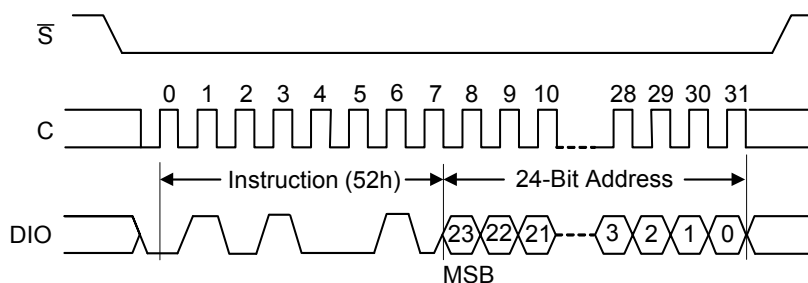 S̅
0 1 2 3 4 5 6 7 8 9 10 28 29 30 31
C
Instruction (52h) 24-Bit Address
DIO 23 22 21 3 2 1 0
MSB